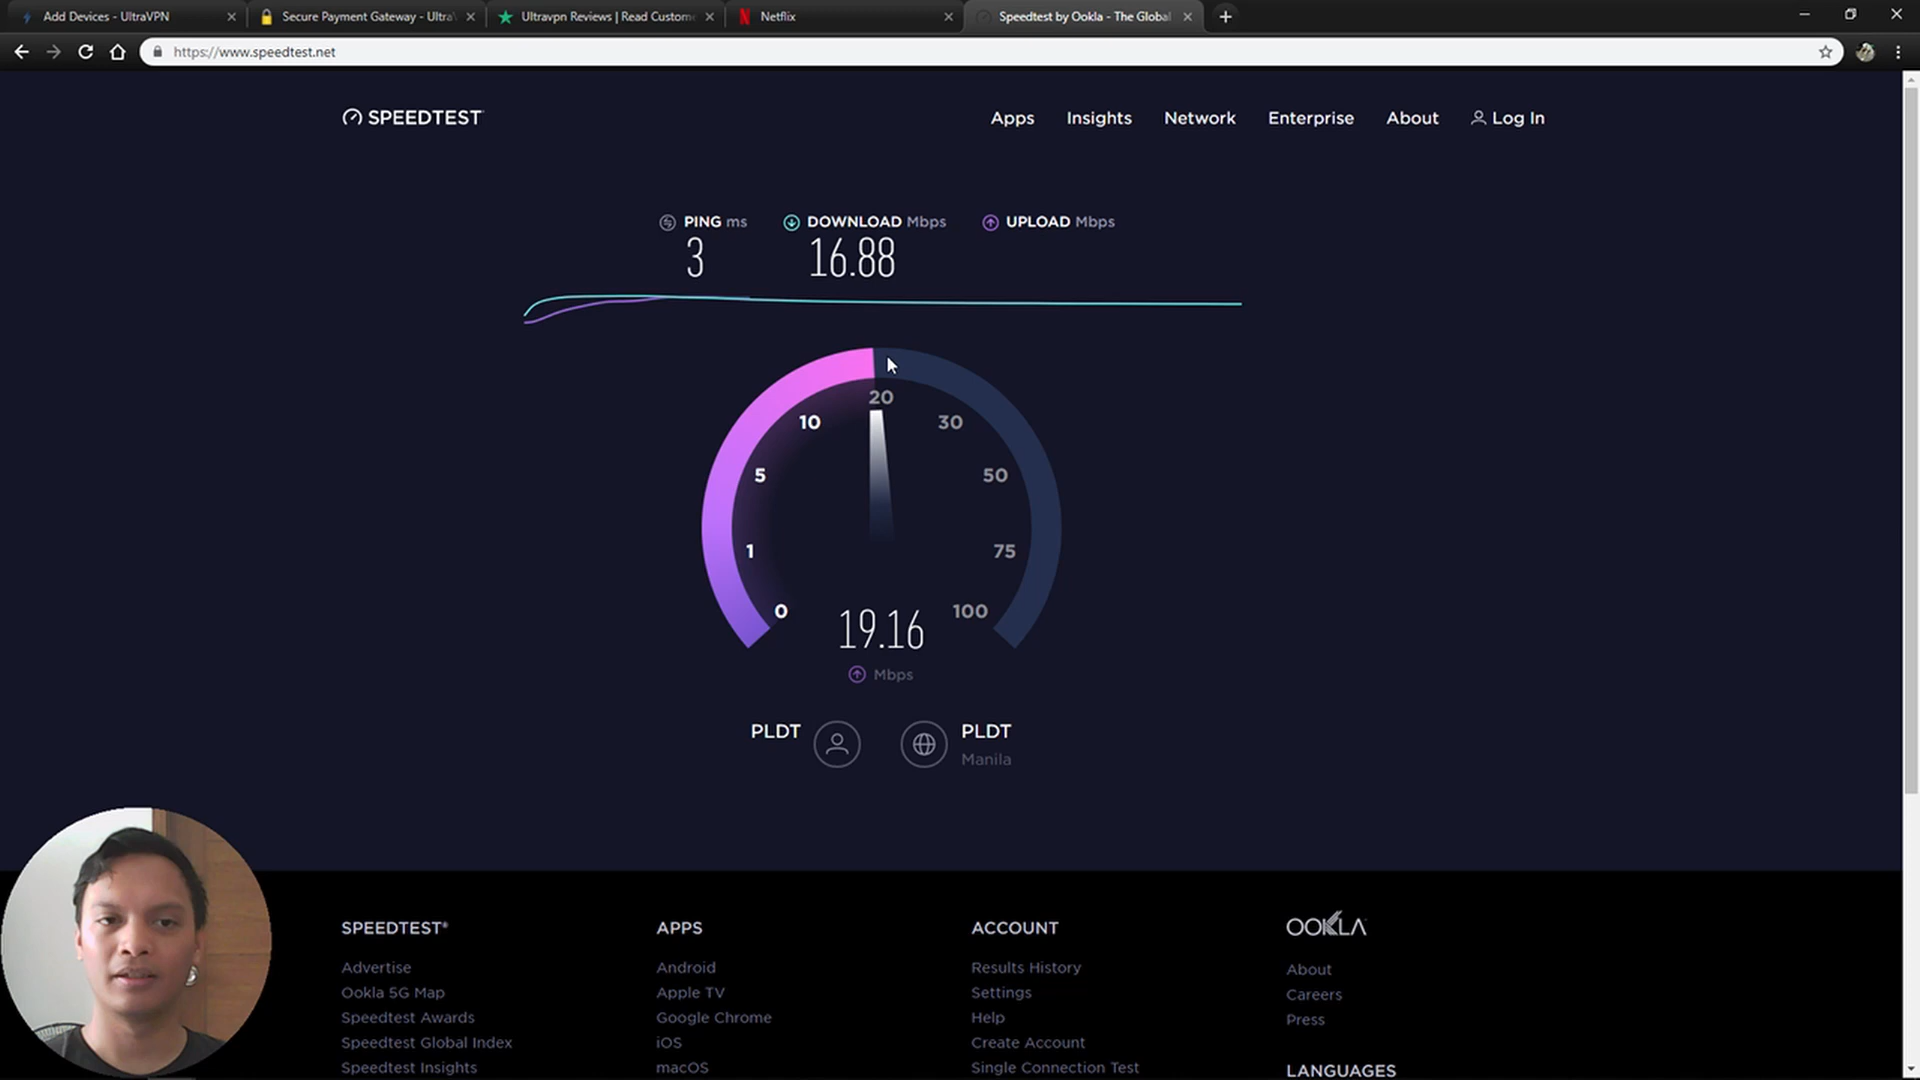 Add Devices - UltraVPN
Secure Payment Gateway - Ultra
Ultravpn Reviews | Read Custom
Netflix
Speedtest by Ookla - The Global
https://www.speedtest.net
SPEEDTEST
Apps
Insights
Network
Enterprise
About
Log In
PING ms
DOWNLOAD Mbps
UPLOAD Mbps
3
16.88
20
10
30
5
50
1
75
0
100
19.16
Mbps
PLDT
PLDT
Manila
SPEEDTEST®
Advertise
Ookla 5G Map
Speedtest Awards
Speedtest Global Index
Speedtest Insights
APPS
Android
Apple TV
Google Chrome
iOS
macOS
ACCOUNT
Results History
Settings
Help
Create Account
Single Connection Test
OOKLA
About
Careers
Press
LANGUAGES